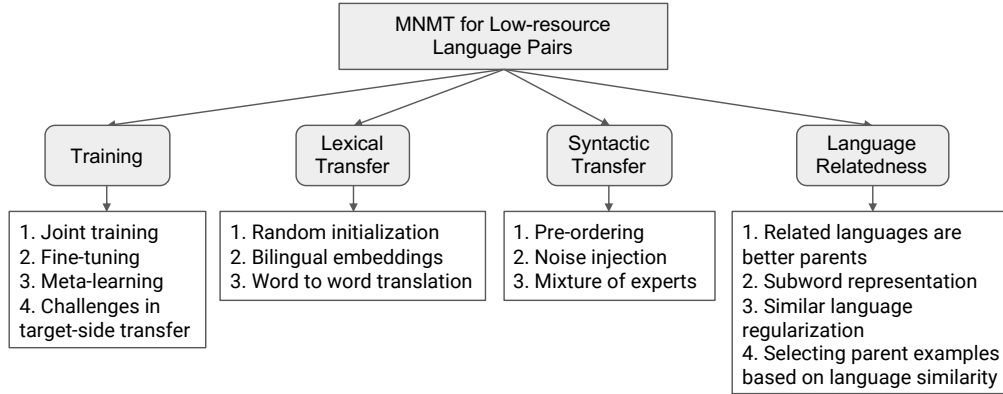 MNMT for Low-resource
Language Pairs
Training
Lexical
Transfer
Syntactic
Transfer
Language
Relatedness
1. Joint training
2. Fine-tuning
3. Meta-learning
4. Challenges in
target-side transfer
1. Random initialization
2. Bilingual embeddings
3. Word to word translation
1. Pre-ordering
2. Noise injection
3. Mixture of experts
1. Related languages are
better parents
2. Subword representation
3. Similar language
regularization
4. Selecting parent examples
based on language similarity